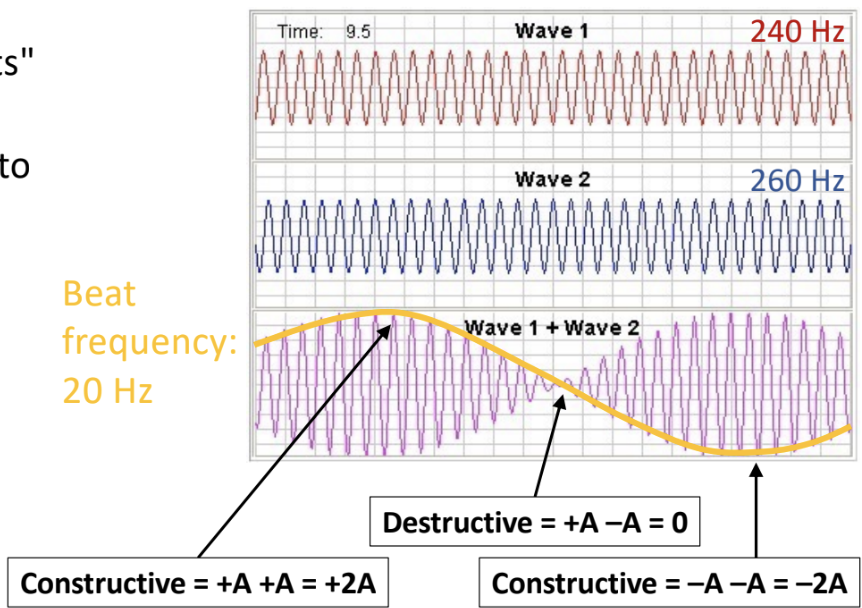 ts"
to
Time: 9.5
Wave 1
240 Hz
Wave 2
260 Hz
Beat
frequency:
20 Hz
Wave 1 + Wave 2
Destructive = +A –A = 0
Constructive = +A +A = +2A
Constructive = –A –A = –2A